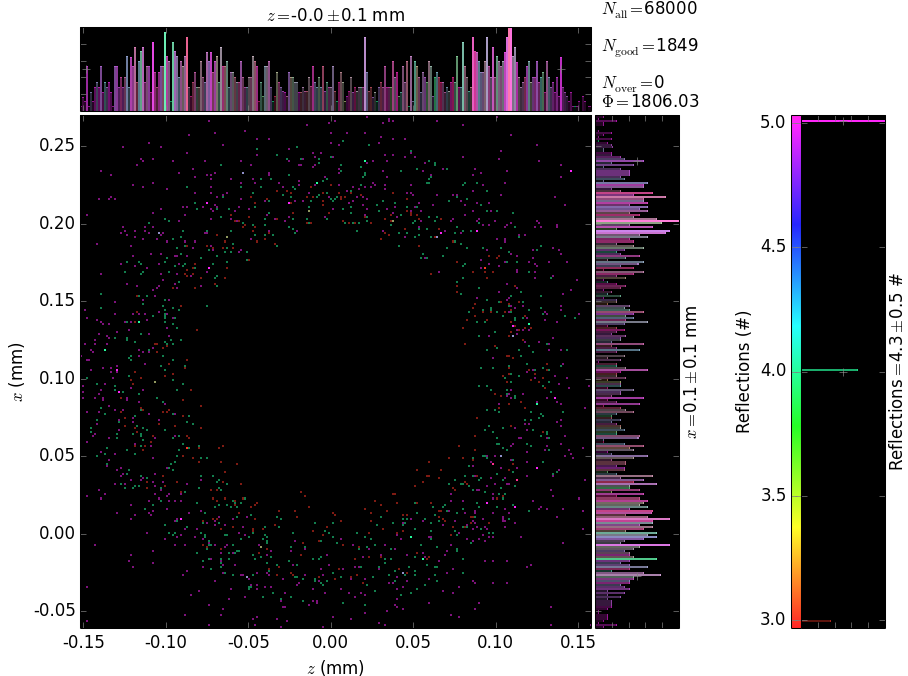 z=-0.0±0.1 mm
N_all=68000
N_good=1849
N_over=0
Φ=1806.03
0.25
0.20
0.15
0.10
0.05
0.00
-0.05
x (mm)
-0.15
-0.10
-0.05
0.00
0.05
0.10
0.15
z (mm)
x=0.1±0.1 mm
Reflections (#)
5.0
4.5
4.0
3.5
3.0
Reflections=4.3±0.5 #